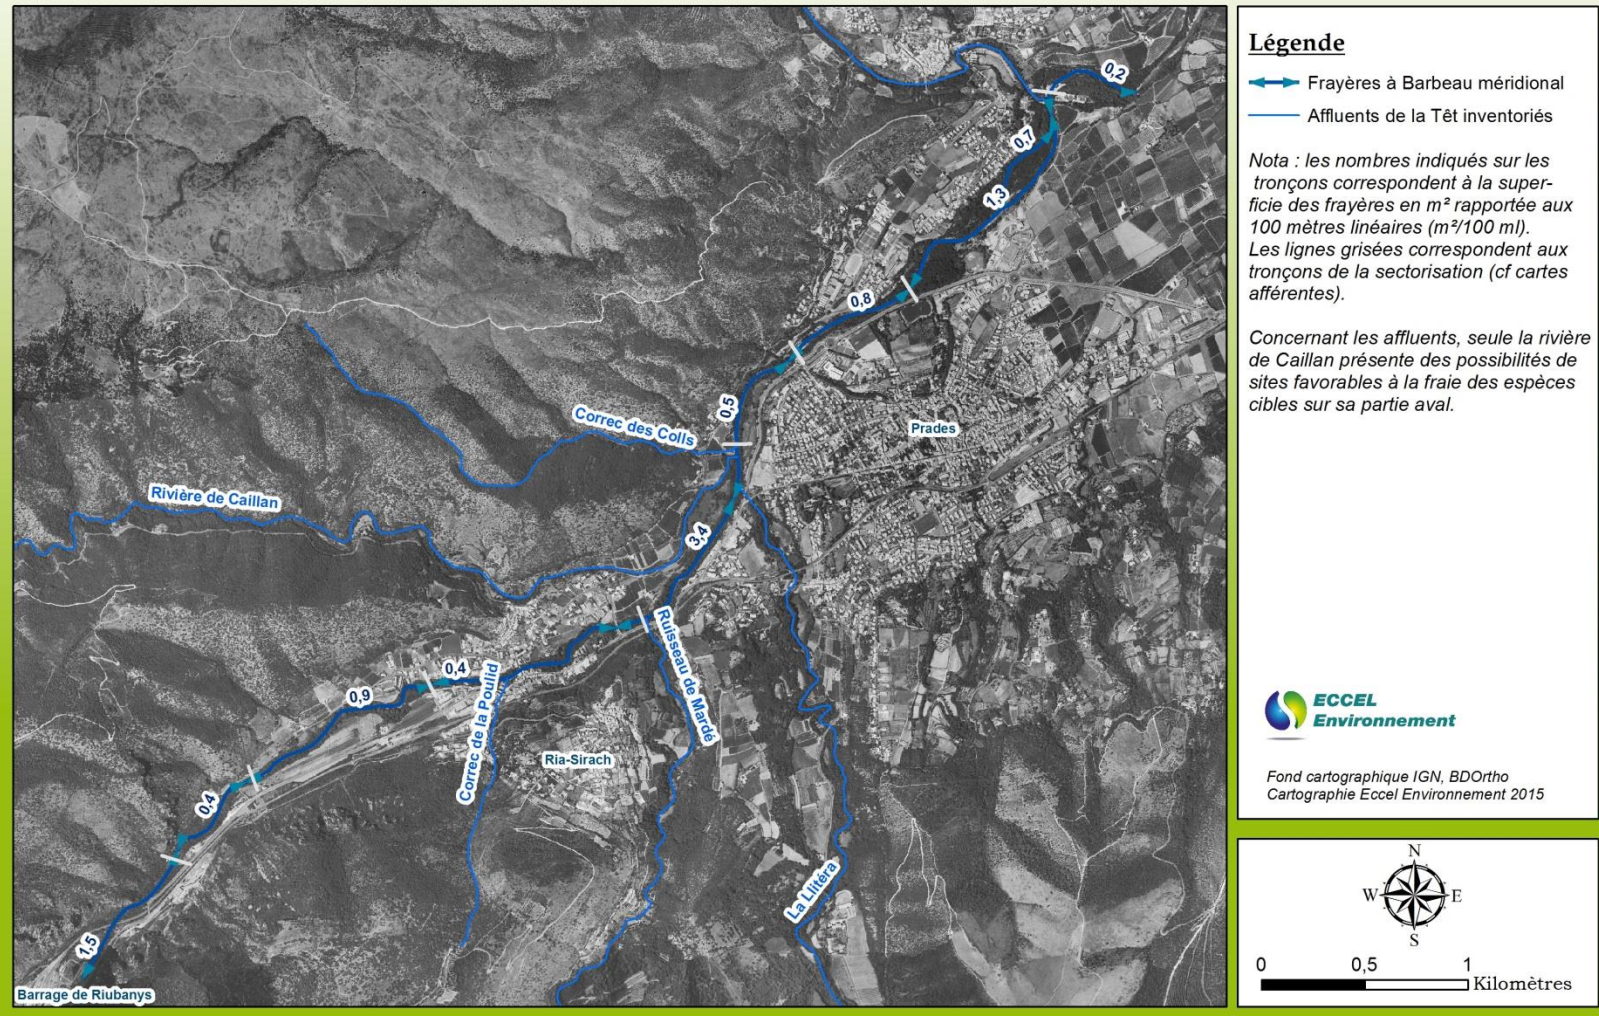 0,2
0,7
1,3
0,8
0,5
Correc des Colls
Prades
Rivière de Caillan
3,4
Ruisseau de Mardé
0,4
0,9
Correc de la Poulid
Ria-Sirach
0,4
La Llitéra
1,5
Barrage de Riubanys
Légende
Frayères à Barbeau méridional
Affluents de la Têt inventoriés
Nota : les nombres indiqués sur les
tronçons correspondent à la super-
ficie des frayères en m² rapportée aux
100 mètres linéaires (m²/100 ml).
Les lignes grisées correspondent aux
tronçons de la sectorisation (cf cartes
afférentes).
Concernant les affluents, seule la rivière
de Caillan présente des possibilités de
sites favorables à la fraie des espèces
cibles sur sa partie aval.
ECCEL
Environnement
Fond cartographique IGN, BDOrtho
Cartographie Eccel Environnement 2015
N
W E
S
0 0,5 1
Kilomètres